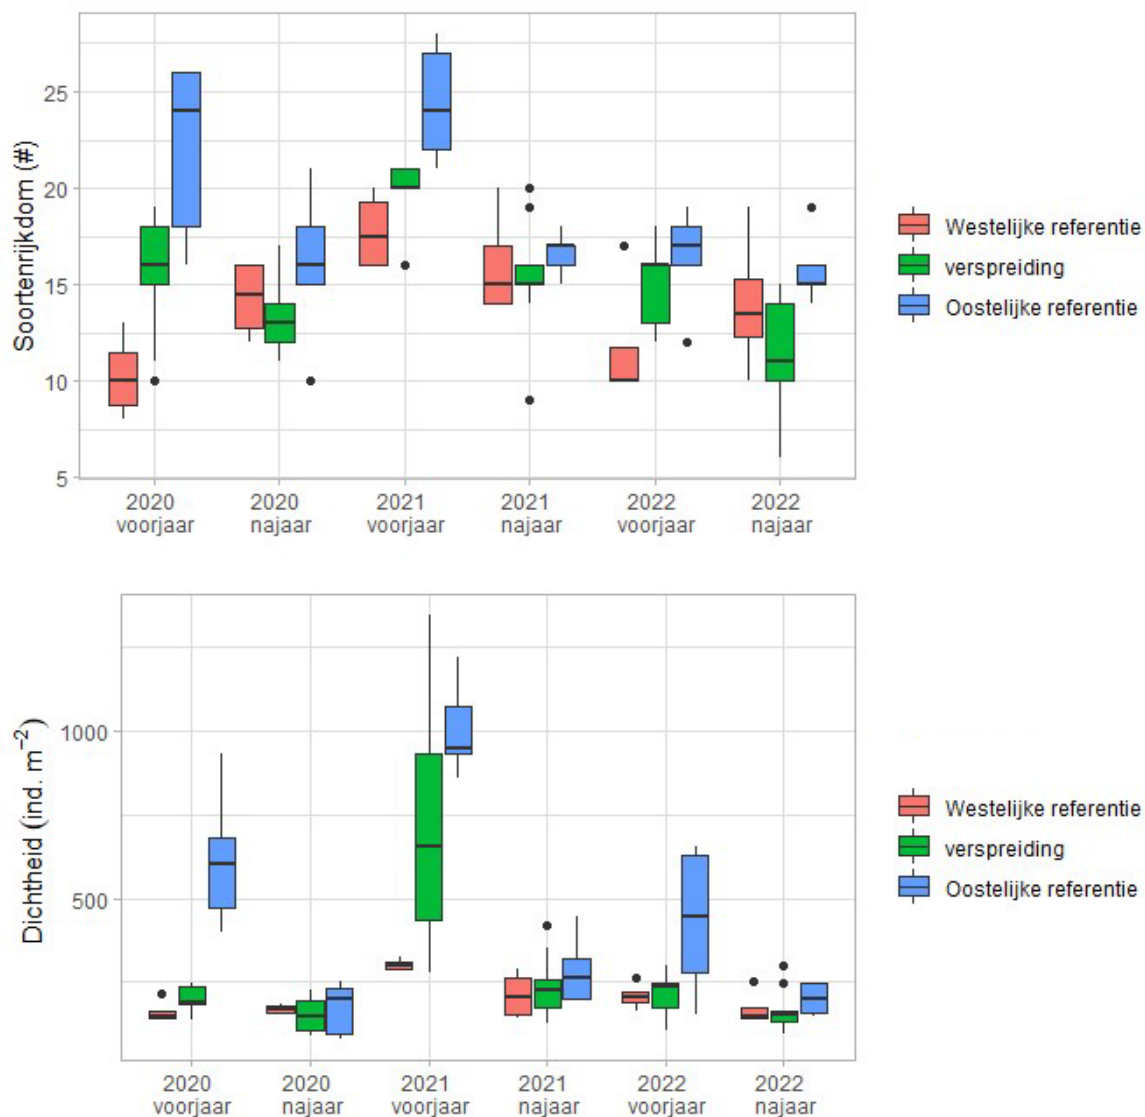 Soortenrijkdom (#)
25
20
15
10
5
2020
voorjaar
2020
najaar
2021
voorjaar
2021
najaar
2022
voorjaar
2022
najaar
Westelijke referentie
verspreiding
Oostelijke referentie
Dichtheid (ind. m⁻²)
1000
500
2020
voorjaar
2020
najaar
2021
voorjaar
2021
najaar
2022
voorjaar
2022
najaar
Westelijke referentie
verspreiding
Oostelijke referentie